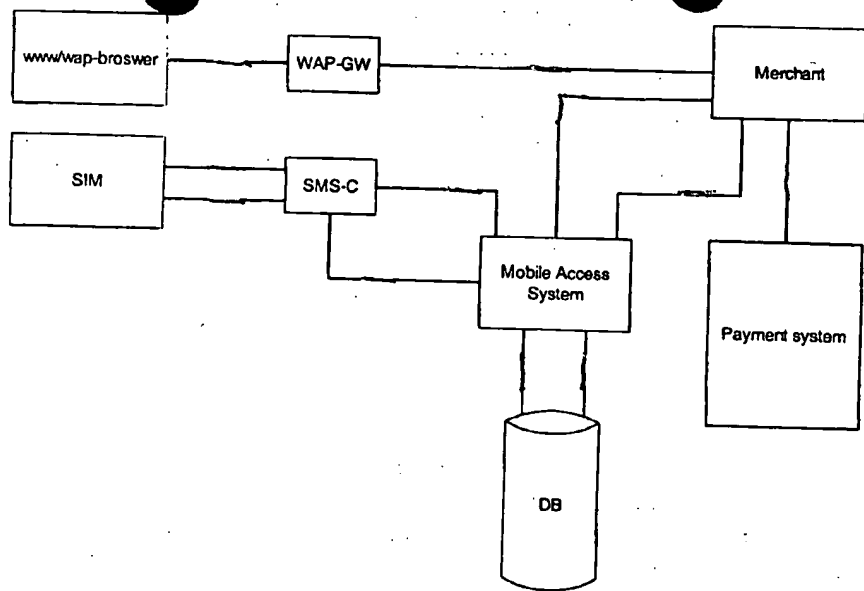 www/wap-broswer
WAP-GW
Merchant
SIM
SMS-C
Mobile Access
System
Payment system
DB